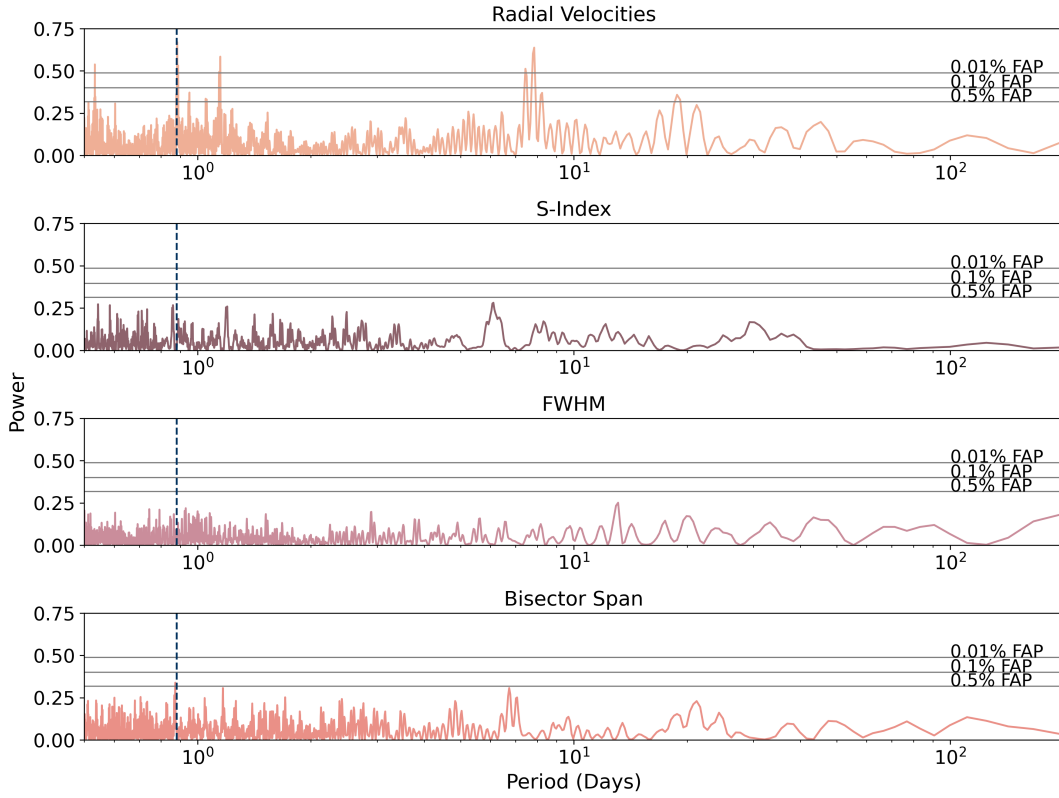 Radial Velocities
0.75
0.50
0.25
0.00
0.01% FAP
0.1% FAP
0.5% FAP
10⁰
10¹
10²
S-Index
0.75
0.50
0.25
0.00
0.01% FAP
0.1% FAP
0.5% FAP
10⁰
10¹
10²
Power
FWHM
0.75
0.50
0.25
0.00
0.01% FAP
0.1% FAP
0.5% FAP
10⁰
10¹
10²
Bisector Span
0.75
0.50
0.25
0.00
0.01% FAP
0.1% FAP
0.5% FAP
10⁰
10¹
10²
Period (Days)